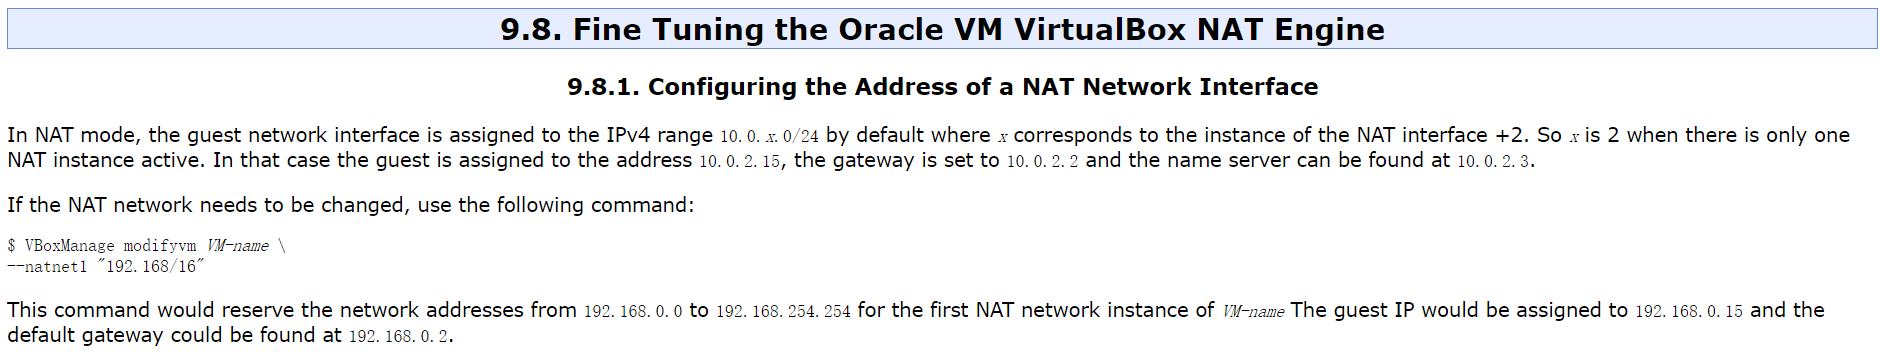 9.8. Fine Tuning the Oracle VM VirtualBox NAT Engine
9.8.1. Configuring the Address of a NAT Network Interface
In NAT mode, the guest network interface is assigned to the IPv4 range 10.0.x.0/24 by default where x corresponds to the instance of the NAT interface +2. So x is 2 when there is only one
NAT instance active. In that case the guest is assigned to the address 10.0.2.15, the gateway is set to 10.0.2.2 and the name server can be found at 10.0.2.3.
If the NAT network needs to be changed, use the following command:
$ VBoxManage modifyvm VM-name \
--natnet1 "192.168/16"
This command would reserve the network addresses from 192.168.0.0 to 192.168.254.254 for the first NAT network instance of VM-name The guest IP would be assigned to 192.168.0.15 and the
default gateway could be found at 192.168.0.2.